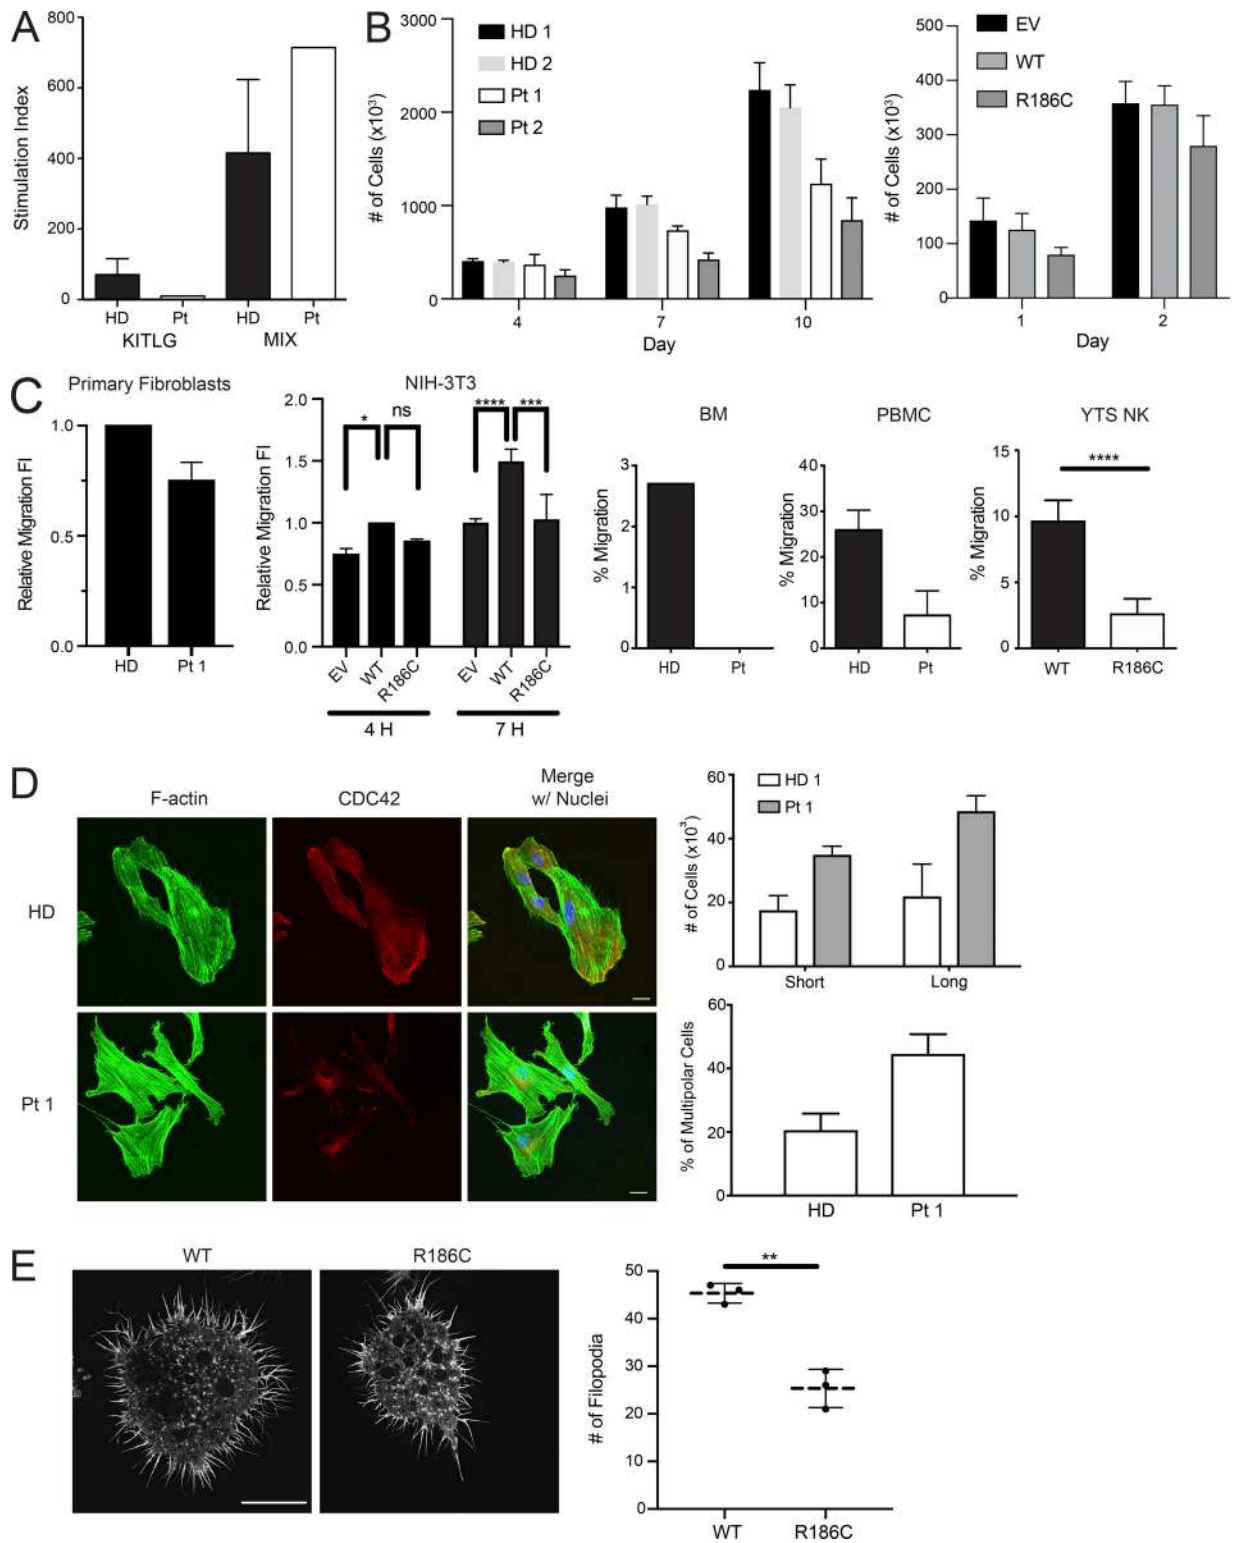 A
Stimulation Index
800
600
400
200
0
HD Pt HD Pt
KITLG MIX
B
# of Cells (x10³)
3000
2000
1000
0
HD 1
HD 2
Pt 1
Pt 2
4 7 10
Day
# of Cells (x10³)
500
400
300
200
100
0
EV
WT
R186C
1 2
Day
C
Primary Fibroblasts
Relative Migration FI
1.0
0.5
0.0
HD Pt 1
NIH-3T3
Relative Migration FI
2.0
1.5
1.0
0.5
0.0
* ns **** ***
EV WT R186C EV WT R186C
4 H 7 H
BM
% Migration
3
2
1
0
HD Pt
PBMC
% Migration
40
30
20
10
0
HD Pt
YTS NK
% Migration
15
10
5
0
****
WT R186C
D
F-actin CDC42 Merge
w/ Nuclei
HD
Pt 1
# of Cells (x10³)
60
40
20
0
HD 1
Pt 1
Short Long
% of Multipolar Cells
60
40
20
0
HD Pt 1
E
WT R186C
# of Filopodia
50
40
30
20
10
0
**
WT R186C